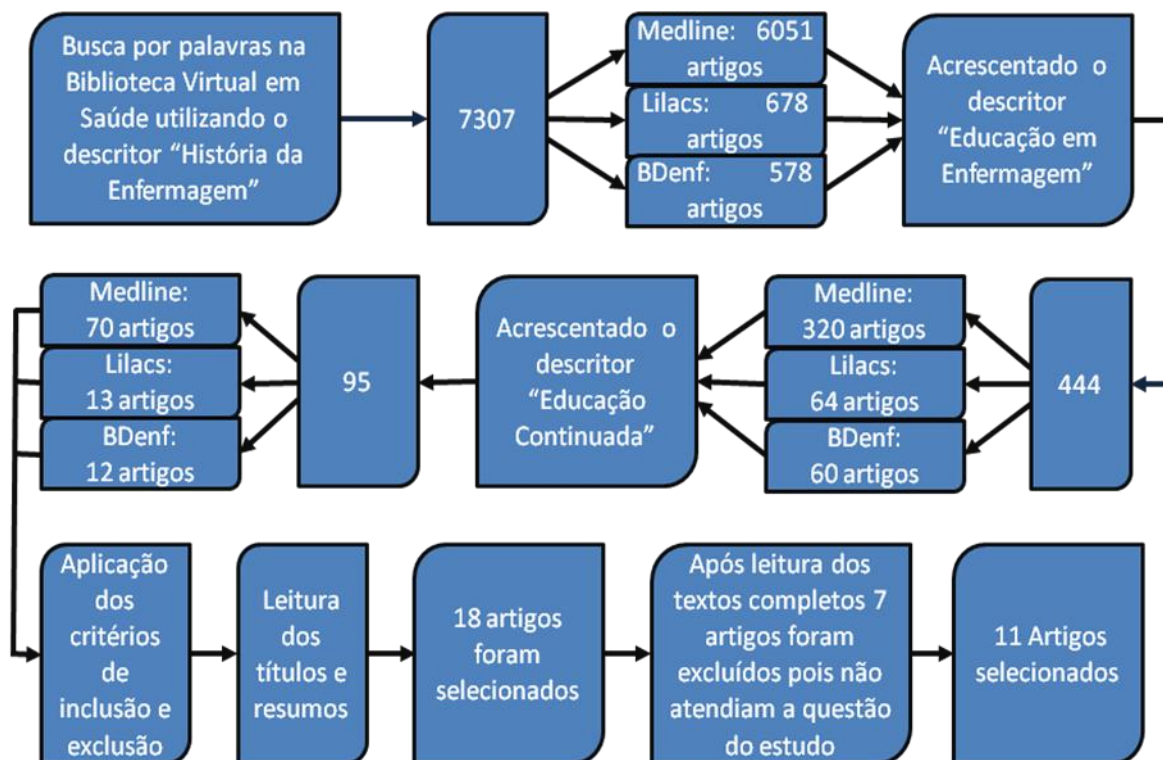 Busca por palavras na
Biblioteca Virtual em
Saúde utilizando o
descritor “História da
Enfermagem”
7307
Medline: 6051
artigos
Lilacs: 678
artigos
BDenf: 578
artigos
Acrescentado o
descritor
“Educação em
Enfermagem”
444
Medline:
320 artigos
Lilacs:
64 artigos
BDenf:
60 artigos
Acrescentado o
descritor
“Educação
Continuada”
95
Medline:
70 artigos
Lilacs:
13 artigos
BDenf:
12 artigos
Aplicação
dos
critérios
de
inclusão e
exclusão
Leitura
dos
títulos e
resumos
18 artigos
foram
selecionados
Após leitura dos
textos completos 7
artigos foram
excluídos pois não
atendiam a questão
do estudo
11 Artigos
selecionados